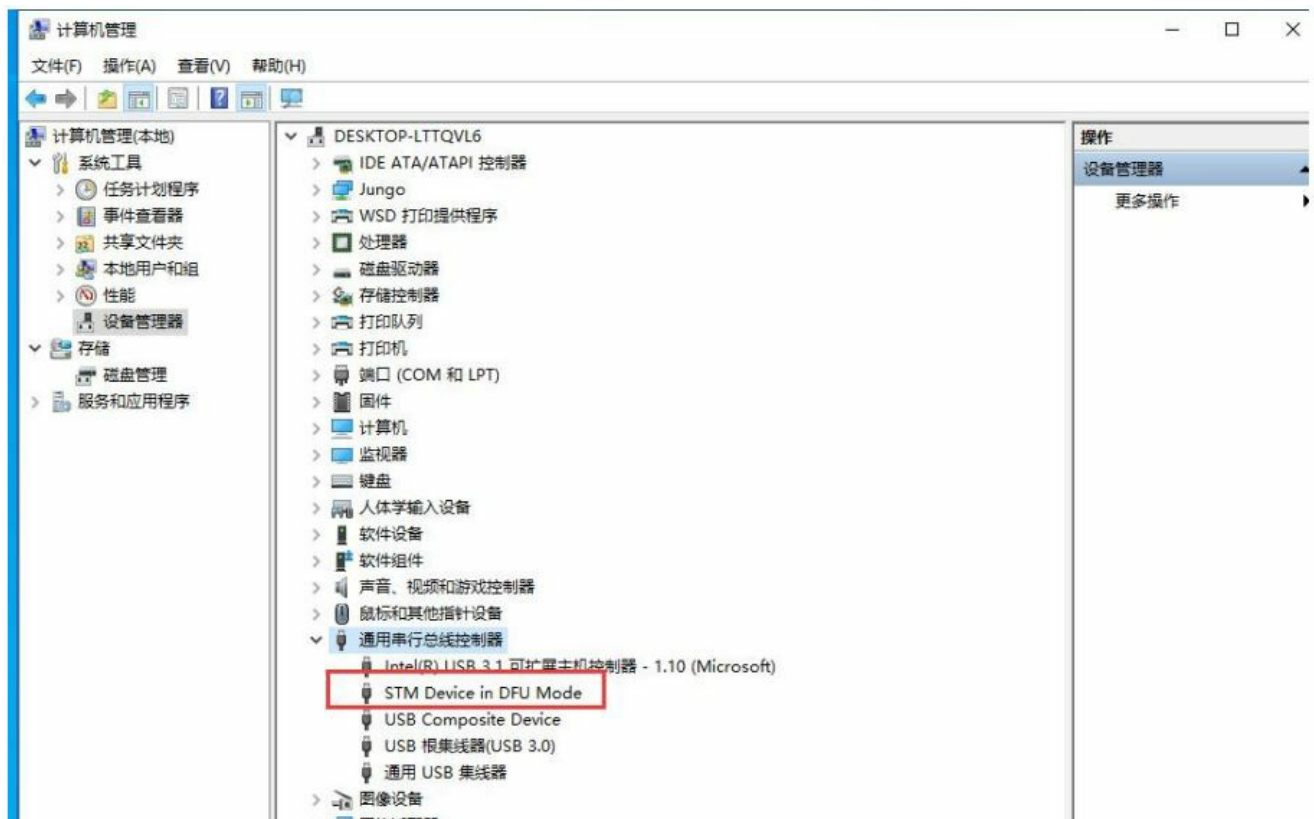 计算机管理
文件(F) 操作(A) 查看(V) 帮助(H)
计算机管理(本地)
系统工具
任务计划程序
事件查看器
共享文件夹
本地用户和组
性能
设备管理器
存储
磁盘管理
服务和应用程序
DESKTOP-LTTQVL6
IDE ATA/ATAPI 控制器
Jungo
WSD 打印提供程序
处理器
磁盘驱动器
存储控制器
打印队列
打印机
端口 (COM 和 LPT)
固件
计算机
监视器
键盘
人体学输入设备
软件设备
软件组件
声音、视频和游戏控制器
鼠标和其他指针设备
通用串行总线控制器
Intel(R) USB 3.1 可扩展主机控制器 - 1.10 (Microsoft)
STM Device in DFU Mode
USB Composite Device
USB 根集线器(USB 3.0)
通用 USB 集线器
图像设备
操作
设备管理器
更多操作